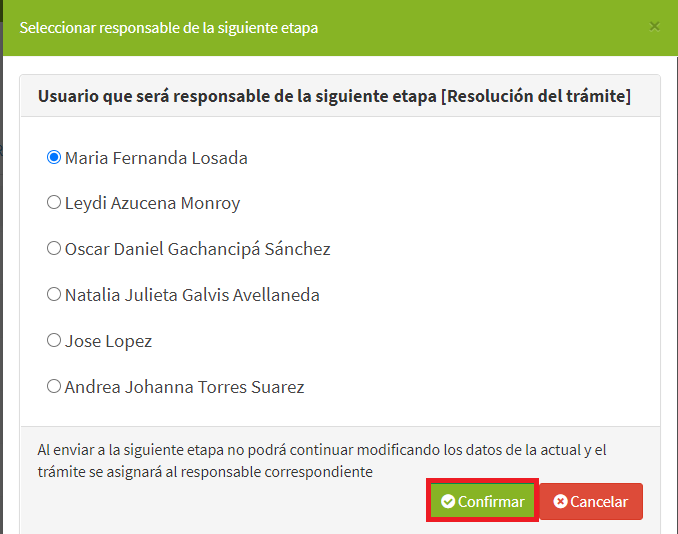 Seleccionar responsable de la siguiente etapa
×
Usuario que será responsable de la siguiente etapa [Resolución del trámite]
Maria Fernanda Losada
Leydi Azucena Monroy
Oscar Daniel Gachancipá Sánchez
Natalia Julieta Galvis Avellaneda
Jose Lopez
Andrea Johanna Torres Suarez
Al enviar a la siguiente etapa no podrá continuar modificando los datos de la actual y el
trámite se asignará al responsable correspondiente
Confirmar
Cancelar